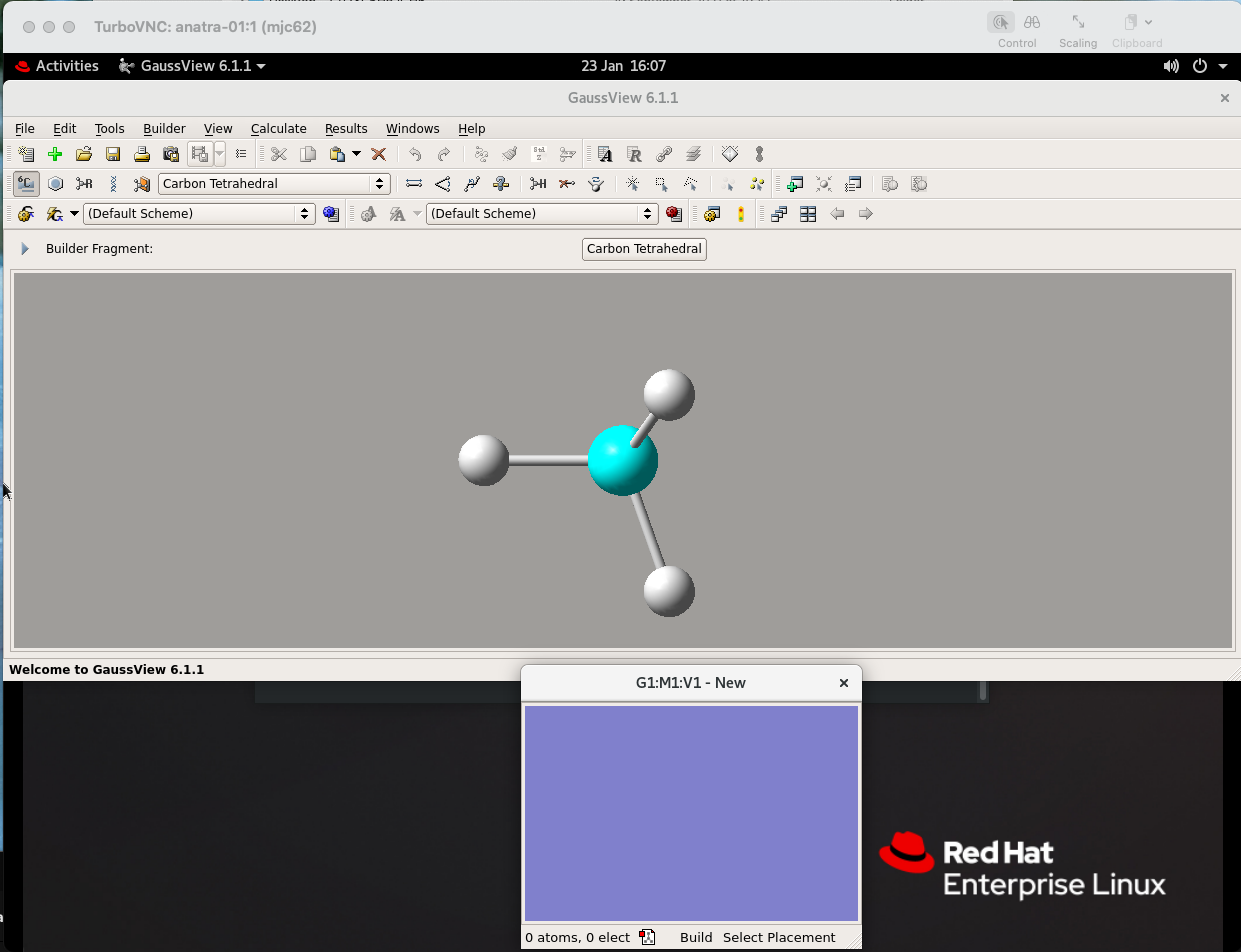 TurboVNC: anatra-01:1 (mjc62)
Control
Scaling
Clipboard
Activities
GaussView 6.1.1
23 Jan 16:07
GaussView 6.1.1
File Edit Tools Builder View Calculate Results Windows Help
Carbon Tetrahedral
(Default Scheme)
(Default Scheme)
Builder Fragment:
Carbon Tetrahedral
Welcome to GaussView 6.1.1
G1:M1:V1 - New
0 atoms, 0 elect
Build Select Placement
Red Hat
Enterprise Linux